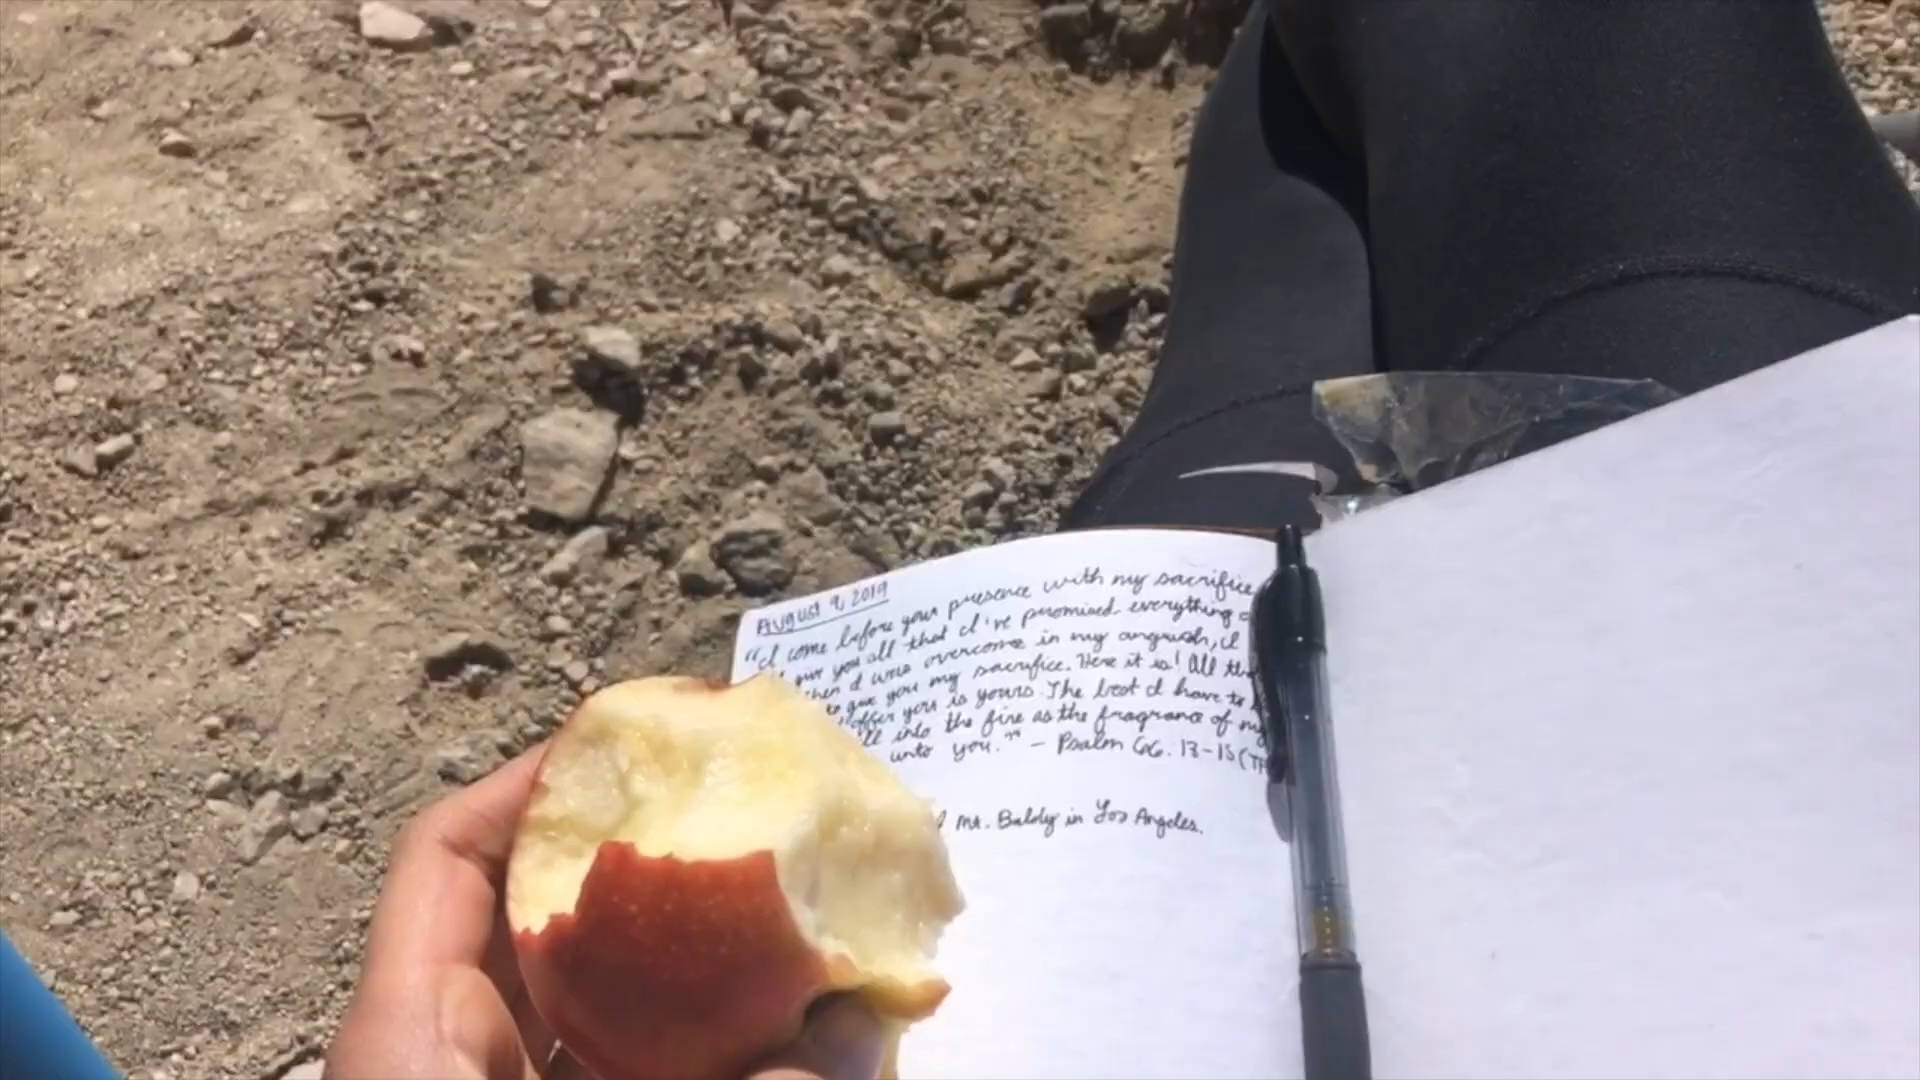 August 9, 2019
"I come before your presence with my sacrifice
give you all that I've promised everything
when I was overcome in my anguish, I
to give you my sacrifice. Here it is! All
offer you is yours. The best I have to
into the fire as the fragrance of my
unto you." - Psalm 66:13-15 (TP
Mt. Baldy in Los Angeles.